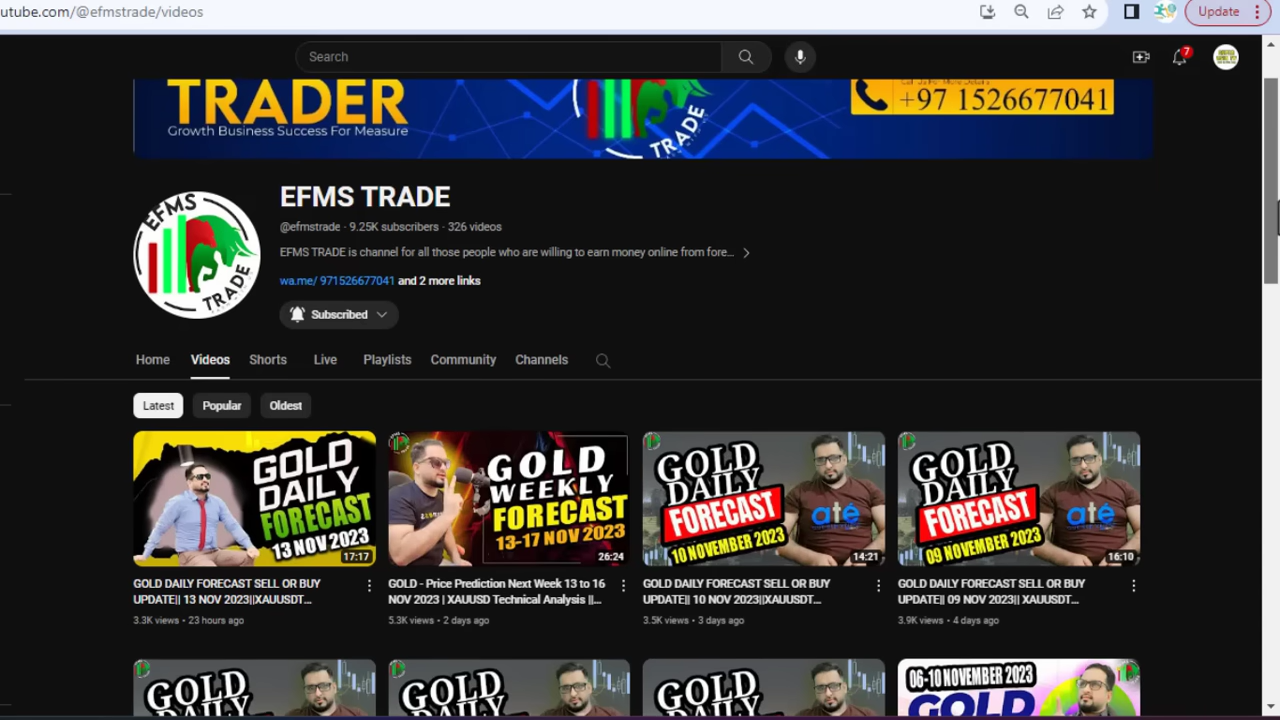 utube.com/@efmstrade/videos
Update
Search
7
TRADER
Growth Business Success For Measure
TRADE
+97 1526677041
EFMS
TRADE
EFMS TRADE
@efmstrade · 9.25K subscribers · 326 videos
EFMS TRADE is channel for all those people who are willing to earn money online from fore...
wa.me/ 971526677041 and 2 more links
Subscribed
Home Videos Shorts Live Playlists Community Channels
Latest Popular Oldest
GOLD
DAILY
FORECAST
13 NOV 2023
17:17
GOLD
WEEKLY
FORECAST
13-17 NOV 2023
26:24
GOLD
DAILY
FORECAST
10 NOVEMBER 2023
até
14:21
GOLD
DAILY
FORECAST
09 NOVEMBER 2023
até
16:10
GOLD DAILY FORECAST SELL OR BUY
UPDATE|| 13 NOV 2023||XAUUSDT...
3.3K views • 23 hours ago
GOLD - Price Prediction Next Week 13 to 16
NOV 2023 | XAUUSD Technical Analysis ||...
5.3K views • 2 days ago
GOLD DAILY FORECAST SELL OR BUY
UPDATE|| 10 NOV 2023||XAUUSDT...
3.5K views • 3 days ago
GOLD DAILY FORECAST SELL OR BUY
UPDATE|| 09 NOV 2023|| XAUUSDT...
3.9K views • 4 days ago
GOLD
GOLD
GOLD
06-10 NOVEMBER 2023
GOLD